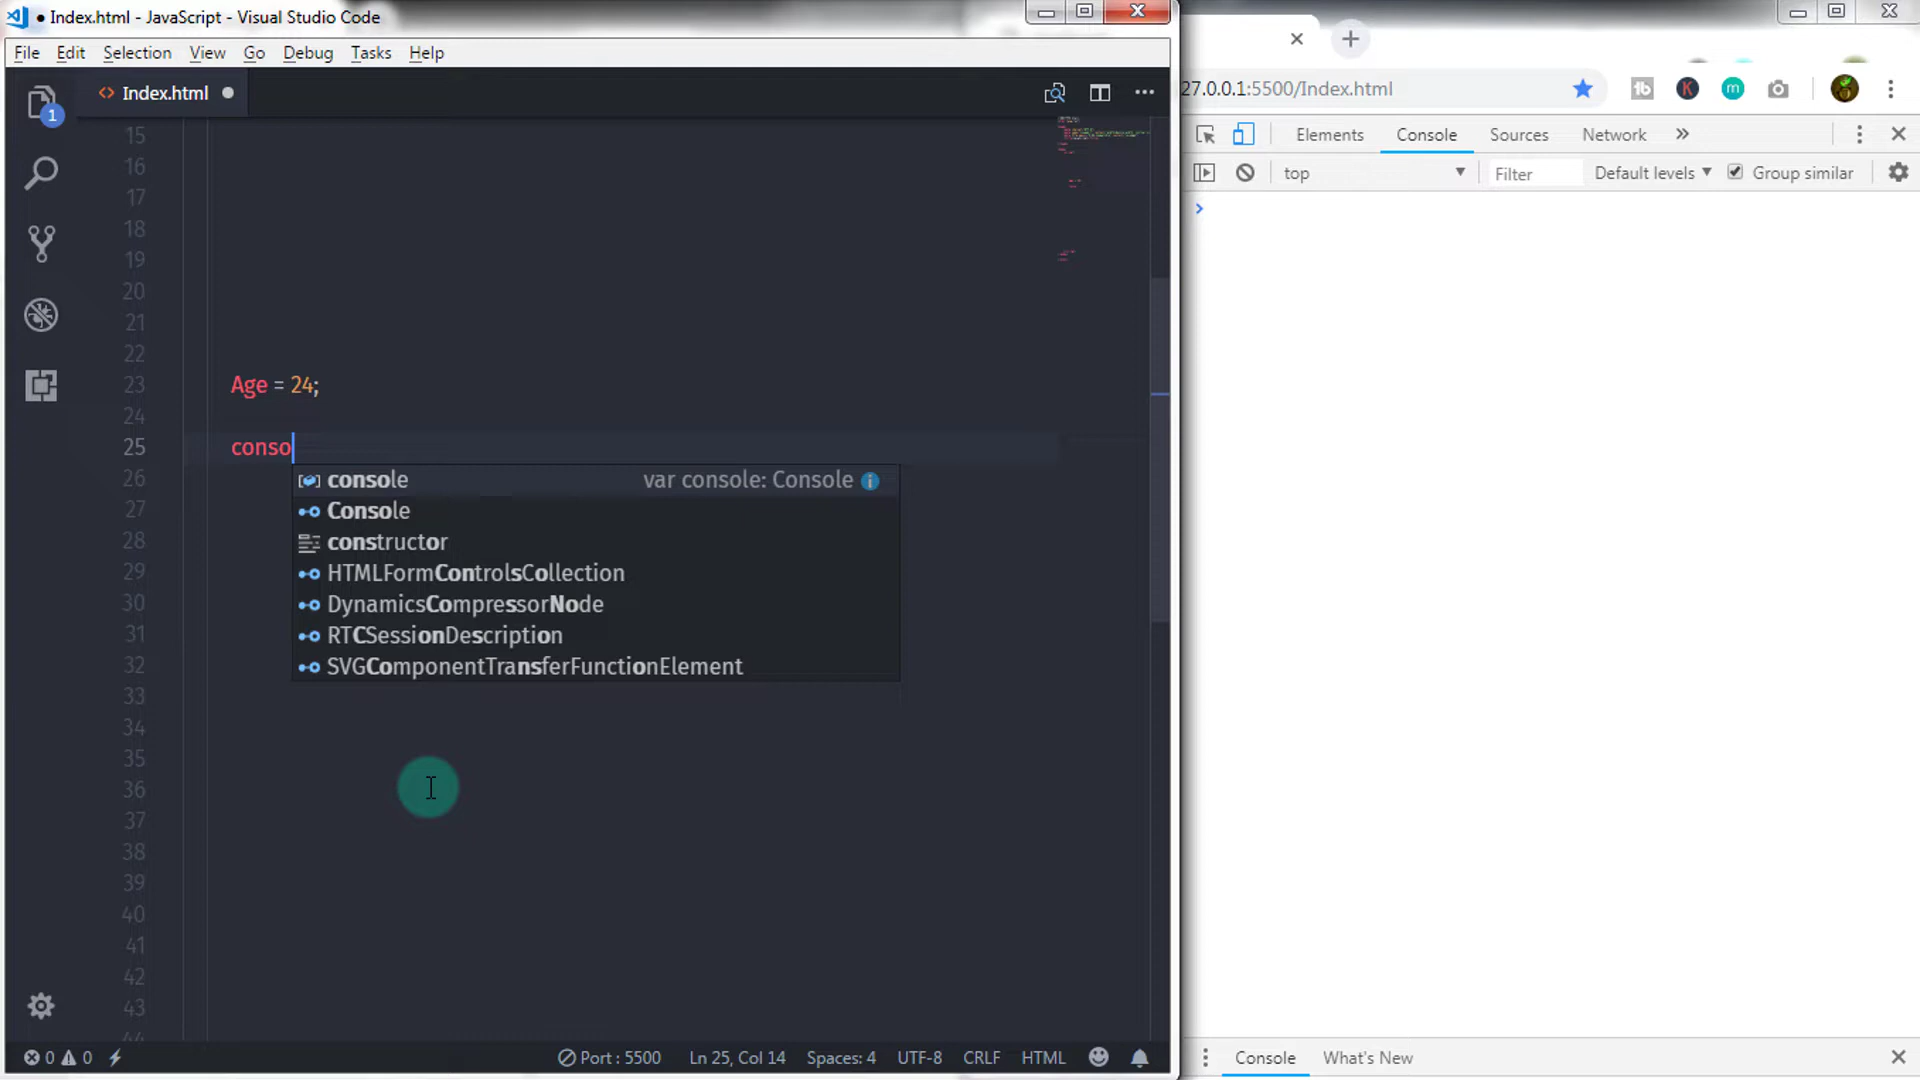 ● Index.html - JavaScript - Visual Studio Code
File Edit Selection View Go Debug Tasks Help
1
<> Index.html ●
15
16
17
18
19
20
21
22
23 Age = 24;
24
25 conso
console var console: Console
Console
constructor
HTMLFormControlsCollection
DynamicsCompressorNode
RTCSessionDescription
SVGComponentTransferFunctionElement
26
27
28
29
30
31
32
33
34
35
36
37
38
39
40
41
42
43
44
0 0 Port : 5500 Ln 25, Col 14 Spaces: 4 UTF-8 CRLF HTML
27.0.0.1:5500/Index.html
tb K m
Elements Console Sources Network »
top Filter Default levels Group similar
Console What's New